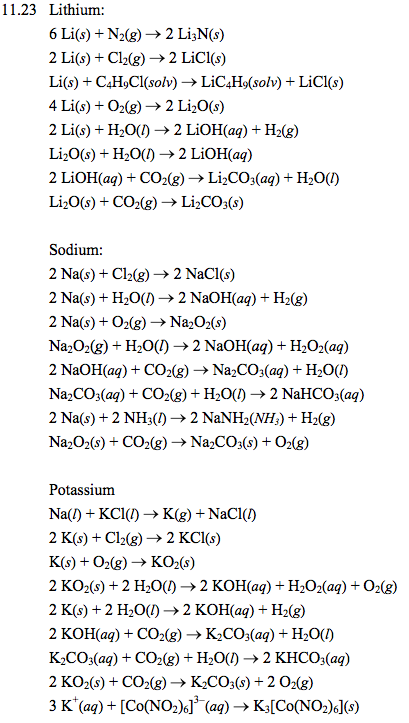 11.23 Lithium:
6 Li(s) + N₂(g) → 2 Li₃N(s)
2 Li(s) + Cl₂(g) → 2 LiCl(s)
Li(s) + C₄H₉Cl(solv) → LiC₄H₉(solv) + LiCl(s)
4 Li(s) + O₂(g) → 2 Li₂O(s)
2 Li(s) + H₂O(l) → 2 LiOH(aq) + H₂(g)
Li₂O(s) + H₂O(l) → 2 LiOH(aq)
2 LiOH(aq) + CO₂(g) → Li₂CO₃(aq) + H₂O(l)
Li₂O(s) + CO₂(g) → Li₂CO₃(s)
Sodium:
2 Na(s) + Cl₂(g) → 2 NaCl(s)
2 Na(s) + H₂O(l) → 2 NaOH(aq) + H₂(g)
2 Na(s) + O₂(g) → Na₂O₂(s)
Na₂O₂(g) + H₂O(l) → 2 NaOH(aq) + H₂O₂(aq)
2 NaOH(aq) + CO₂(g) → Na₂CO₃(aq) + H₂O(l)
Na₂CO₃(aq) + CO₂(g) + H₂O(l) → 2 NaHCO₃(aq)
2 Na(s) + 2 NH₃(l) → 2 NaNH₂(NH₃) + H₂(g)
Na₂O₂(s) + CO₂(g) → Na₂CO₃(s) + O₂(g)
Potassium
Na(l) + KCl(l) → K(g) + NaCl(l)
2 K(s) + Cl₂(g) → 2 KCl(s)
K(s) + O₂(g) → KO₂(s)
2 KO₂(s) + 2 H₂O(l) → 2 KOH(aq) + H₂O₂(aq) + O₂(g)
2 K(s) + 2 H₂O(l) → 2 KOH(aq) + H₂(g)
2 KOH(aq) + CO₂(g) → K₂CO₃(aq) + H₂O(l)
K₂CO₃(aq) + CO₂(g) + H₂O(l) → 2 KHCO₃(aq)
2 KO₂(s) + CO₂(g) → K₂CO₃(s) + 2 O₂(g)
3 K⁺(aq) + [Co(NO₂)₆]³⁻(aq) → K₃[Co(NO₂)₆](s)